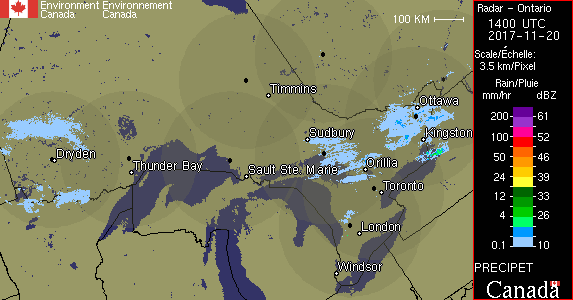 Environment Environnement
Canada Canada
100 KM
Timmins
Ottawa
Sudbury
Kingston
Dryden
Thunder Bay
Sault Ste. Marie
Orillia
Toronto
London
Windsor
Radar - Ontario
1400 UTC
2017-11-20
Scale/Échelle:
3.5 km/Pixel
Rain/Pluie
mm/hr dBZ
200 61
100 52
50 46
24 39
12 33
4 26
1 18
0.1 10
PRECIPET
Canada